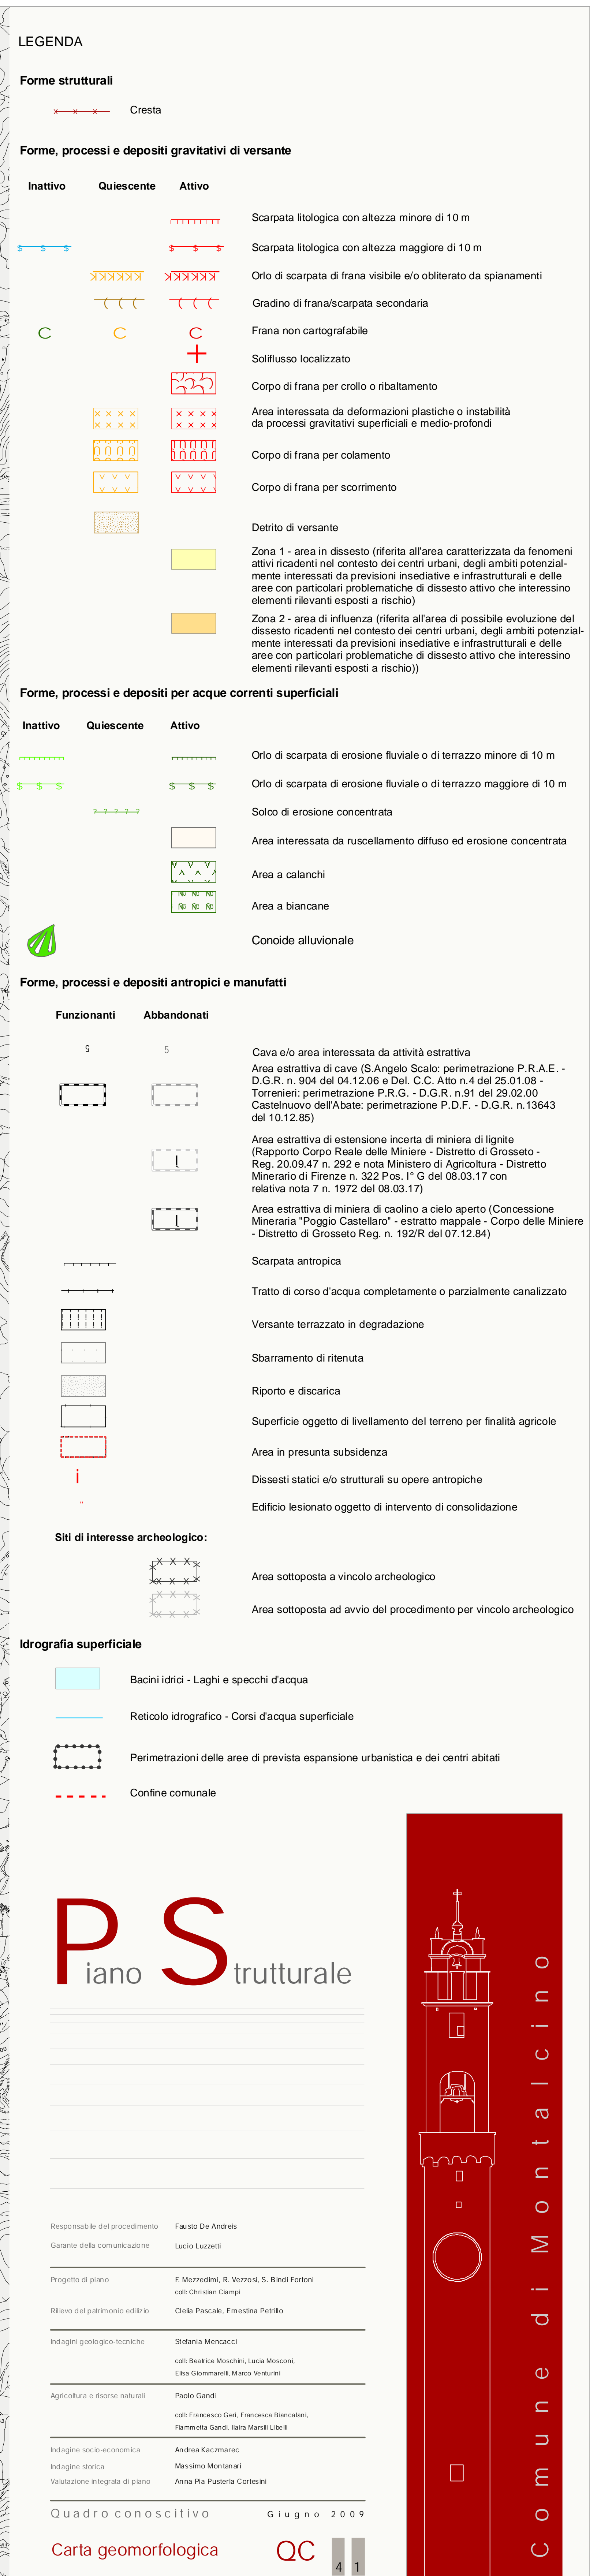 LEGENDA
Forme strutturali
Cresta
Forme, processi e depositi gravitativi di versante
Inattivo Quiescente Attivo
Scarpata litologica con altezza minore di 10 m
Scarpata litologica con altezza maggiore di 10 m
Orlo di scarpata di frana visibile e/o obliterato da spianamenti
Gradino di frana/scarpata secondaria
Frana non cartografabile
Soliflusso localizzato
Corpo di frana per crollo o ribaltamento
Area interessata da deformazioni plastiche o instabilità
da processi gravitativi superficiali e medio-profondi
Corpo di frana per colamento
Corpo di frana per scorrimento
Detrito di versante
Zona 1 - area in dissesto (riferita all'area caratterizzata da fenomeni
attivi ricadenti nel contesto dei centri urbani, degli ambiti potenzial-
mente interessati da previsioni insediative e infrastrutturali e delle
aree con particolari problematiche di dissesto attivo che interessino
elementi rilevanti esposti a rischio)
Zona 2 - area di influenza (riferita all'area di possibile evoluzione del
dissesto ricadenti nel contesto dei centri urbani, degli ambiti potenzial-
mente interessati da previsioni insediative e infrastrutturali e delle
aree con particolari problematiche di dissesto attivo che interessino
elementi rilevanti esposti a rischio))
Forme, processi e depositi per acque correnti superficiali
Inattivo Quiescente Attivo
Orlo di scarpata di erosione fluviale o di terrazzo minore di 10 m
Orlo di scarpata di erosione fluviale o di terrazzo maggiore di 10 m
Solco di erosione concentrata
Area interessata da ruscellamento diffuso ed erosione concentrata
Area a calanchi
Area a biancane
Conoide alluvionale
Forme, processi e depositi antropici e manufatti
Funzionanti Abbandonati
Cava e/o area interessata da attività estrattiva
Area estrattiva di cave (S.Angelo Scalo: perimetrazione P.R.A.E. -
D.G.R. n. 904 del 04.12.06 e Del. C.C. Atto n.4 del 25.01.08 -
Torrenieri: perimetrazione P.R.G. - D.G.R. n.91 del 29.02.00
Castelnuovo dell'Abate: perimetrazione P.D.F. - D.G.R. n.13643
del 10.12.85)
Area estrattiva di estensione incerta di miniera di lignite
(Rapporto Corpo Reale delle Miniere - Distretto di Grosseto -
Reg. 20.09.47 n. 292 e nota Ministero di Agricoltura - Distretto
Minerario di Firenze n. 322 Pos. I° G del 08.03.17 con
relativa nota 7 n. 1972 del 08.03.17)
Area estrattiva di miniera di caolino a cielo aperto (Concessione
Mineraria "Poggio Castellaro" - estratto mappale - Corpo delle Miniere
- Distretto di Grosseto Reg. n. 192/R del 07.12.84)
Scarpata antropica
Tratto di corso d'acqua completamente o parzialmente canalizzato
Versante terrazzato in degradazione
Sbarramento di ritenuta
Riporto e discarica
Superficie oggetto di livellamento del terreno per finalità agricole
Area in presunta subsidenza
Dissesti statici e/o strutturali su opere antropiche
Edificio lesionato oggetto di intervento di consolidazione
Siti di interesse archeologico:
Area sottoposta a vincolo archeologico
Area sottoposta ad avvio del procedimento per vincolo archeologico
Idrografia superficiale
Bacini idrici - Laghi e specchi d'acqua
Reticolo idrografico - Corsi d'acqua superficiale
Perimetrazioni delle aree di prevista espansione urbanistica e dei centri abitati
Confine comunale
Piano Strutturale
Comune di Montalcino
Responsabile del procedimento Fausto De Andreis
Garante della comunicazione Lucio Luzzetti
Progetto di piano F. Mezzedimi, R. Vezzosi, S. Bindi Fortoni
coll: Christian Ciampi
Rilievo del patrimonio edilizio Clelia Pascale, Ernestina Petrillo
Indagini geologico-tecniche Stefania Mencacci
coll: Beatrice Moschini, Lucia Mosconi,
Elisa Giommarelli, Marco Venturini
Agricoltura e risorse naturali Paolo Gandi
coll: Francesco Geri, Francesca Biancalani,
Fiammetta Gandi, Ilaira Marsili Libelli
Indagine socio-economica Andrea Kaczmarec
Indagine storica Massimo Montanari
Valutazione integrata di piano Anna Pia Pusterla Cortesini
Quadro conoscitivo Giugno 2009
Carta geomorfologica QC 4 1